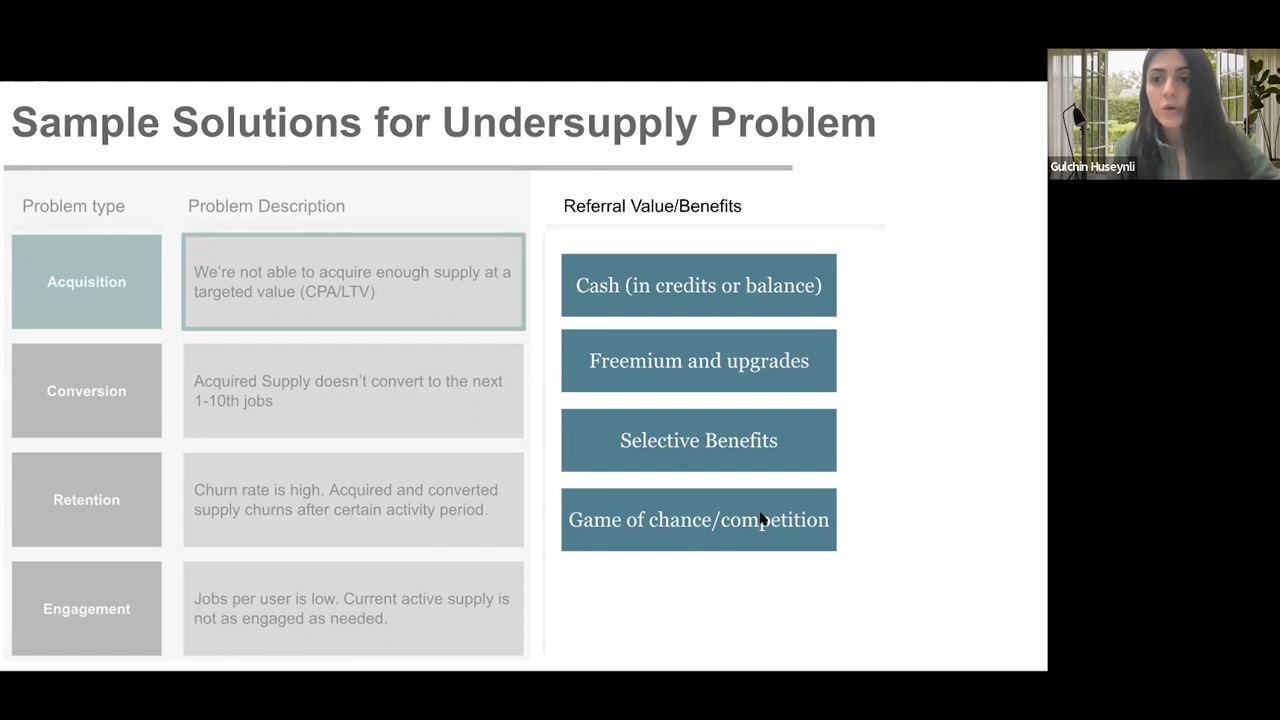 Sample Solutions for Undersupply Problem
Gulchin Huseynli
Problem type
Problem Description
Referral Value/Benefits
Acquisition
We're not able to acquire enough supply at a
targeted value (CPA/LTV)
Conversion
Acquired Supply doesn't convert to the next
1-10th jobs
Retention
Churn rate is high. Acquired and converted
supply churns after certain activity period.
Engagement
Jobs per user is low. Current active supply is
not as engaged as needed.
Cash (in credits or balance)
Freemium and upgrades
Selective Benefits
Game of chance/competition